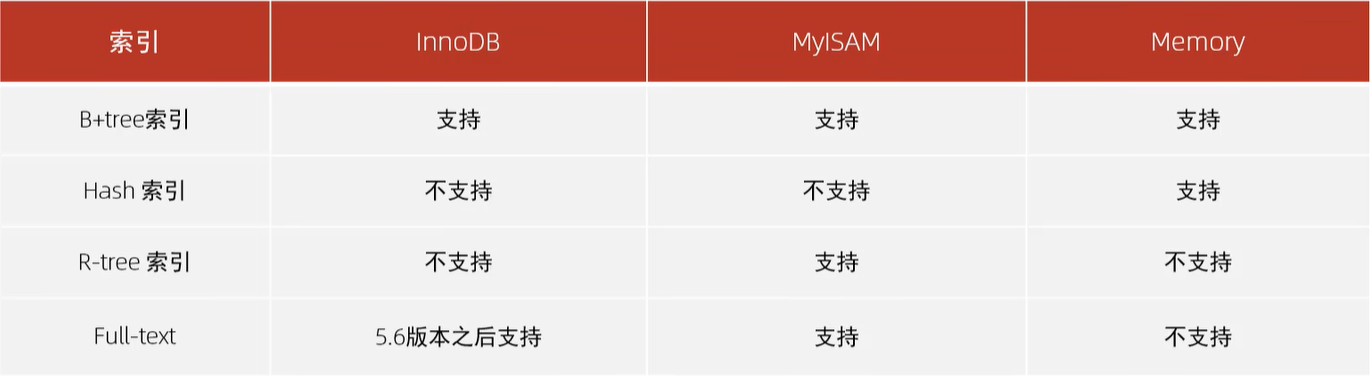 索引 InnoDB MyISAM Memory
B+tree索引 支持 支持 支持
Hash 索引 不支持 不支持 支持
R-tree 索引 不支持 支持 不支持
Full-text 5.6版本之后支持 支持 不支持